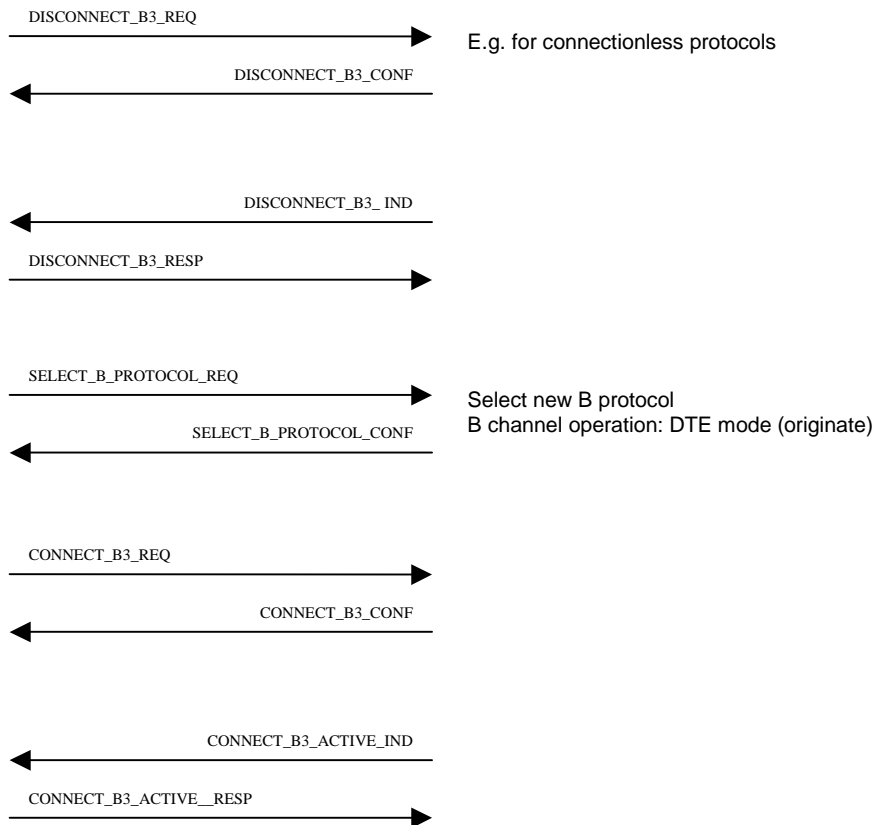 DISCONNECT_B3_REQ
E.g. for connectionless protocols
DISCONNECT_B3_CONF
DISCONNECT_B3_ IND
DISCONNECT_B3_RESP
SELECT_B_PROTOCOL_REQ
Select new B protocol
B channel operation: DTE mode (originate)
SELECT_B_PROTOCOL_CONF
CONNECT_B3_REQ
CONNECT_B3_CONF
CONNECT_B3_ACTIVE_IND
CONNECT_B3_ACTIVE__RESP